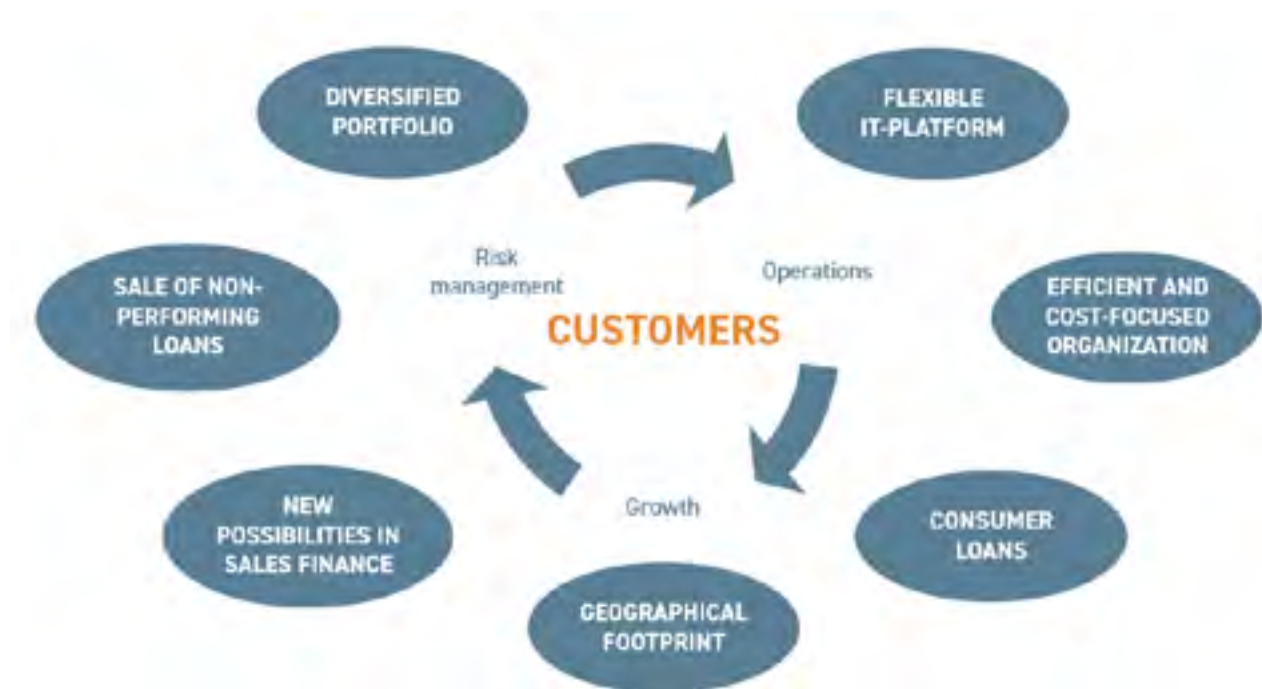 DIVERSIFIED
PORTFOLIO
FLEXIBLE
IT-PLATFORM
Risk
management
Operations
SALE OF NON-
PERFORMING
LOANS
CUSTOMERS
EFFICIENT AND
COST-FOCUSED
ORGANIZATION
NEW
POSSIBILITIES IN
SALES FINANCE
Growth
CONSUMER
LOANS
GEOGRAPHICAL
FOOTPRINT